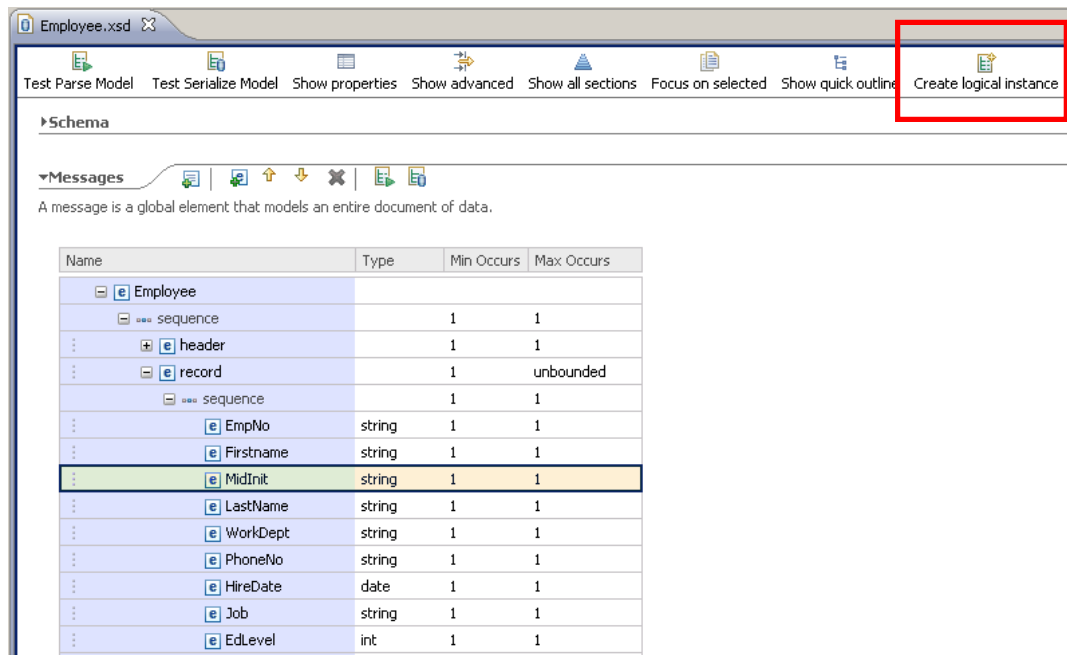 Employee.xsd
Test Parse Model Test Serialize Model Show properties Show advanced Show all sections Focus on selected Show quick outline Create logical instance
Schema
Messages
A message is a global element that models an entire document of data.
Name Type Min Occurs Max Occurs
e Employee
sequence 1 1
e header 1 1
e record 1 unbounded
sequence 1 1
e EmpNo string 1 1
e Firstname string 1 1
e MidInit string 1 1
e LastName string 1 1
e WorkDept string 1 1
e PhoneNo string 1 1
e HireDate date 1 1
e Job string 1 1
e EdLevel int 1 1